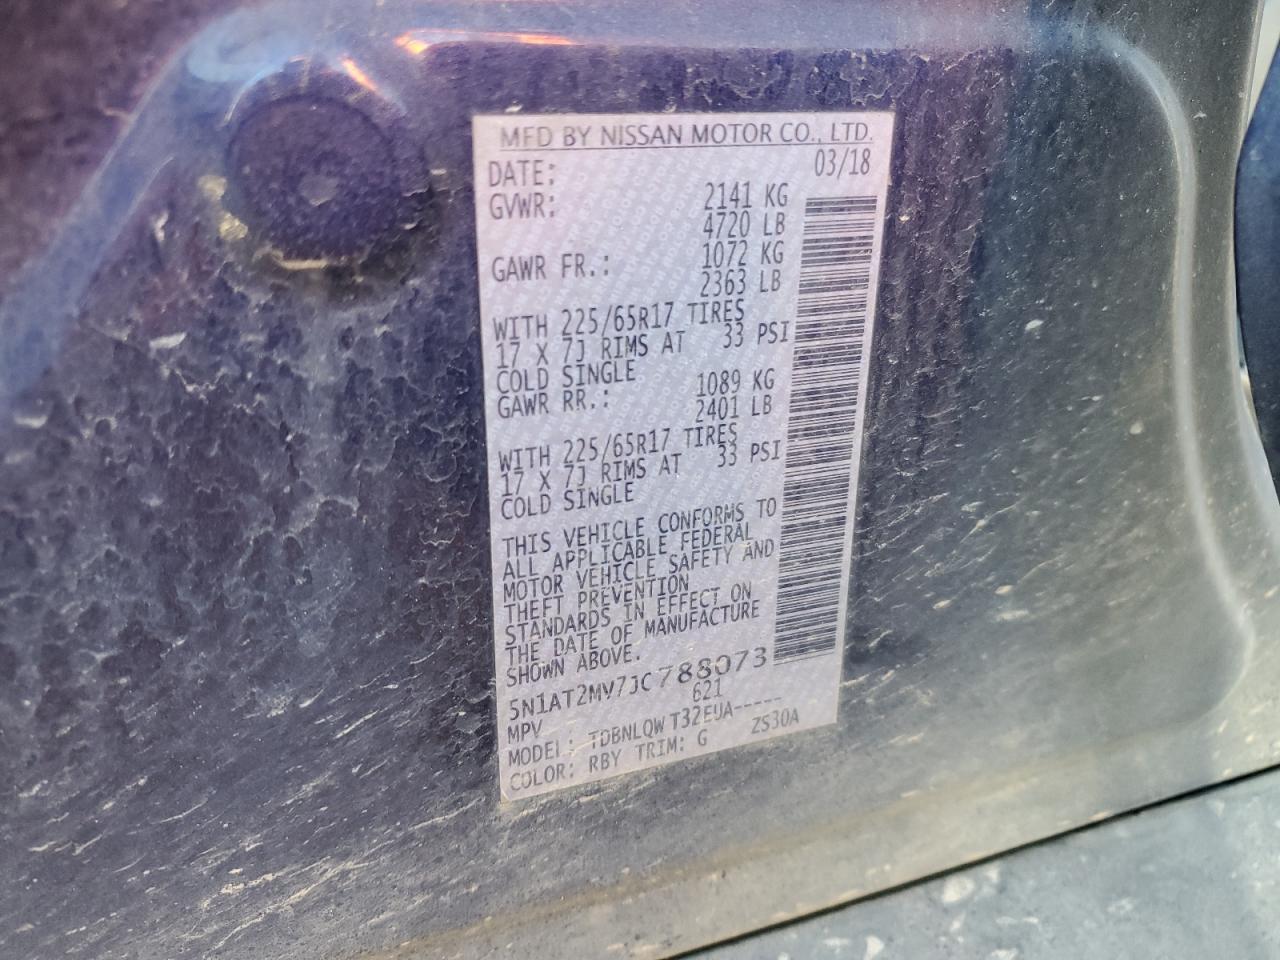 MFD BY NISSAN MOTOR CO., LTD.
DATE: 03/18
GVWR: 2141 KG
4720 LB
GAWR FR.: 1072 KG
2363 LB
WITH 225/65R17 TIRES
17 X 7J RIMS AT 33 PSI
COLD SINGLE
GAWR RR.: 1089 KG
2401 LB
WITH 225/65R17 TIRES
17 X 7J RIMS AT 33 PSI
COLD SINGLE
THIS VEHICLE CONFORMS TO
ALL APPLICABLE FEDERAL
MOTOR VEHICLE SAFETY AND
THEFT PREVENTION
STANDARDS IN EFFECT ON
THE DATE OF MANUFACTURE
SHOWN ABOVE.
5N1AT2MV7JC788073
MPV 621
MODEL: TDBNLQW T32EUA-----
COLOR: RBY TRIM: G ZS30A